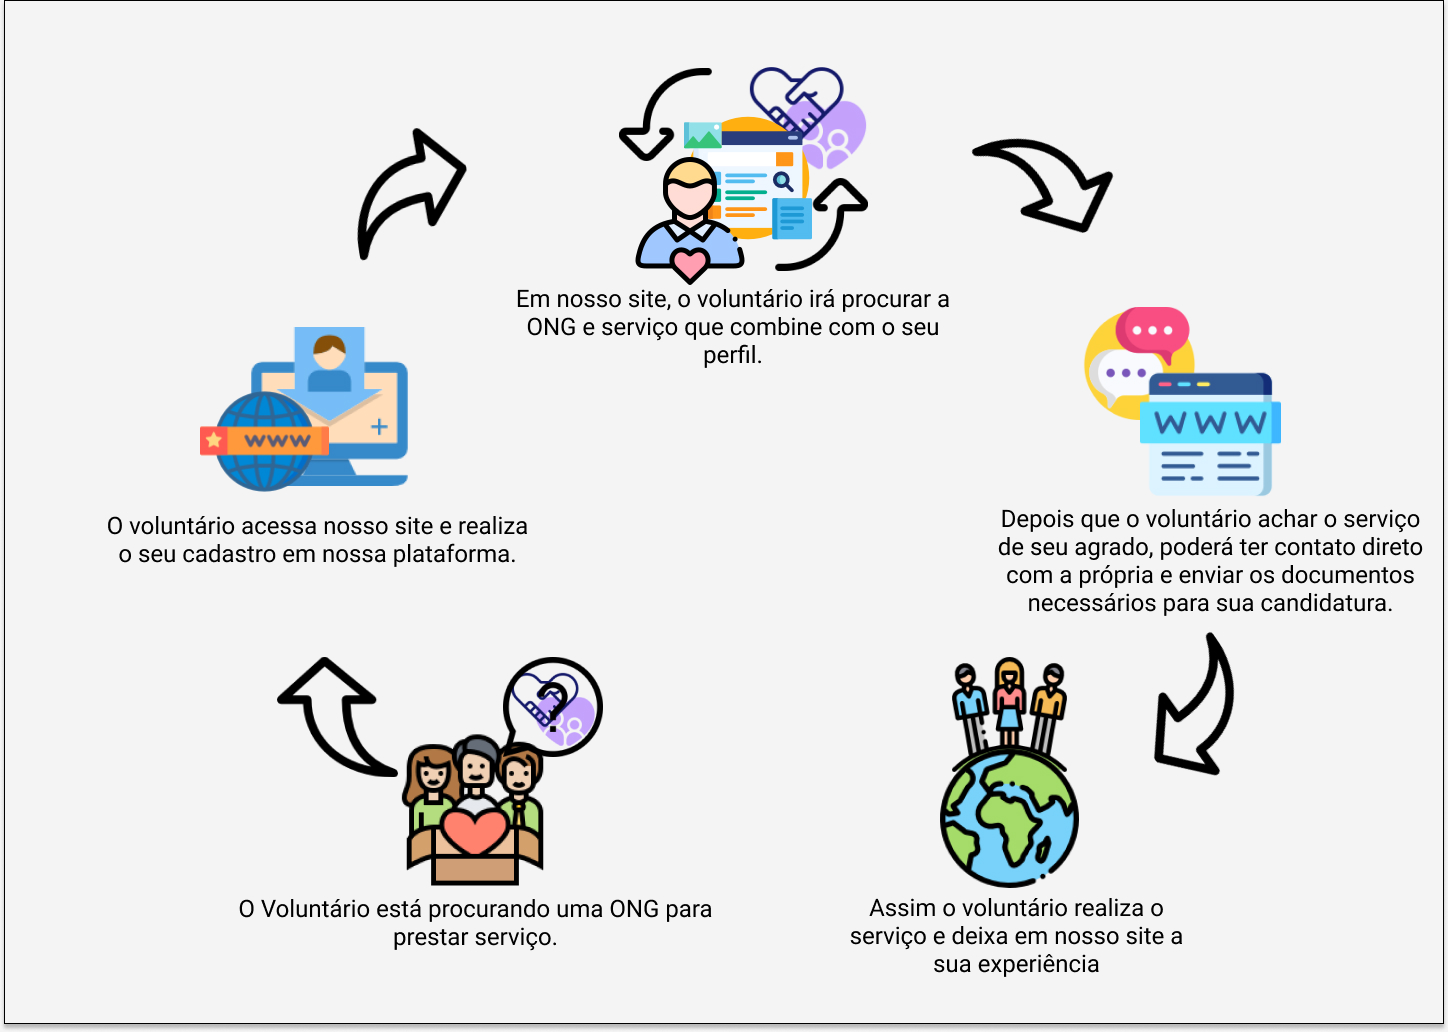 Em nosso site, o voluntário irá procurar a
ONG e serviço que combine com o seu
perfil.
WWW
O voluntário acessa nosso site e realiza
o seu cadastro em nossa plataforma.
WWW
Depois que o voluntário achar o serviço
de seu agrado, poderá ter contato direto
com a própria e enviar os documentos
necessários para sua candidatura.
?
O Voluntário está procurando uma ONG para
prestar serviço.
Assim o voluntário realiza o
serviço e deixa em nosso site a
sua experiência